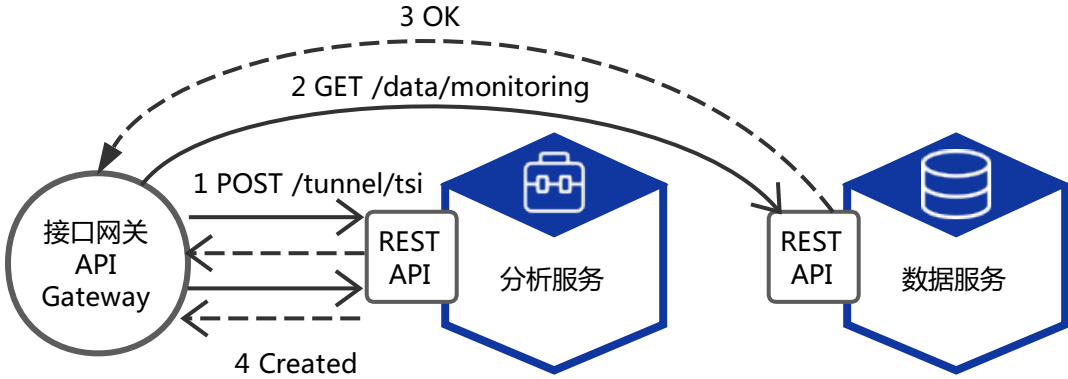 3 OK
2 GET /data/monitoring
1 POST /tunnel/tsi
接口网关
API
Gateway
REST
API
分析服务
REST
API
数据服务
4 Created